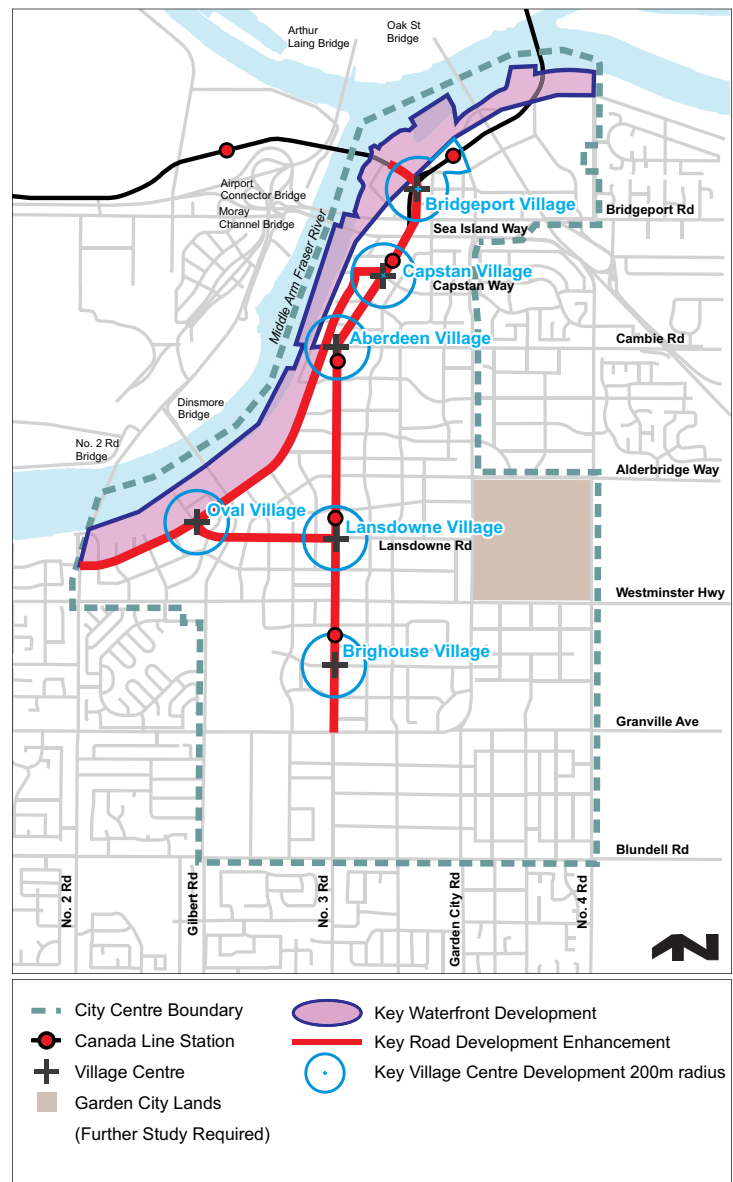 Arthur
Laing Bridge
Oak St
Bridge
Airport
Connector Bridge
Moray
Channel Bridge
Bridgeport Village
Bridgeport Rd
Sea Island Way
Middle Arm Fraser River
Capstan Village
Capstan Way
Aberdeen Village
Cambie Rd
Dinsmore
Bridge
No. 2 Rd
Bridge
Alderbridge Way
Oval Village
Lansdowne Village
Lansdowne Rd
Westminster Hwy
Brighouse Village
Granville Ave
Blundell Rd
No. 2 Rd
Gilbert Rd
No. 3 Rd
Garden City Rd
No. 4 Rd
N
City Centre Boundary
Canada Line Station
Village Centre
Garden City Lands
(Further Study Required)
Key Waterfront Development
Key Road Development Enhancement
Key Village Centre Development 200m radius